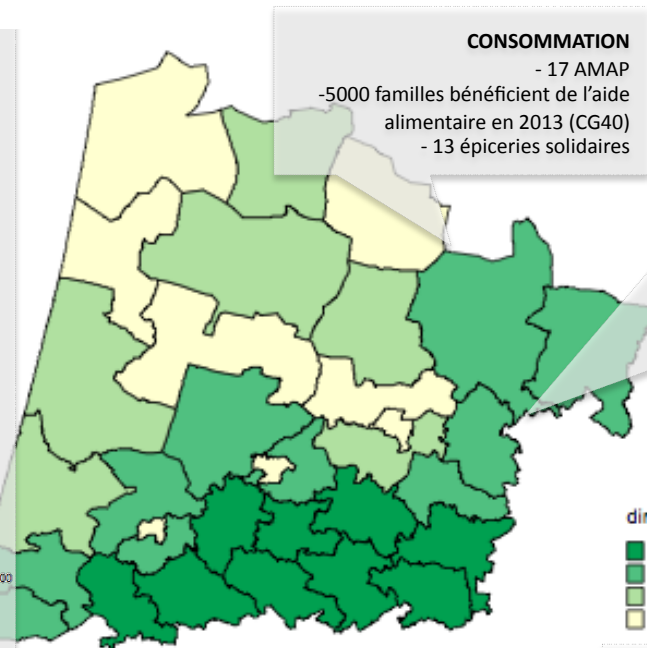 CONSOMMATION
- 17 AMAP
-5000 familles bénéficient de l'aide
alimentaire en 2013 (CG40)
- 13 épiceries solidaires